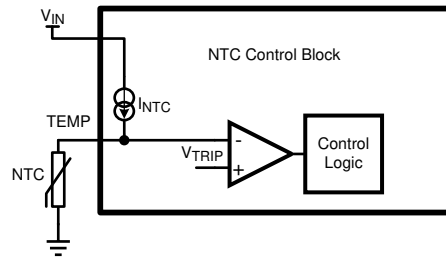 VIN
NTC Control Block
INTC
TEMP
VTRIP
-
+
Control
Logic
NTC